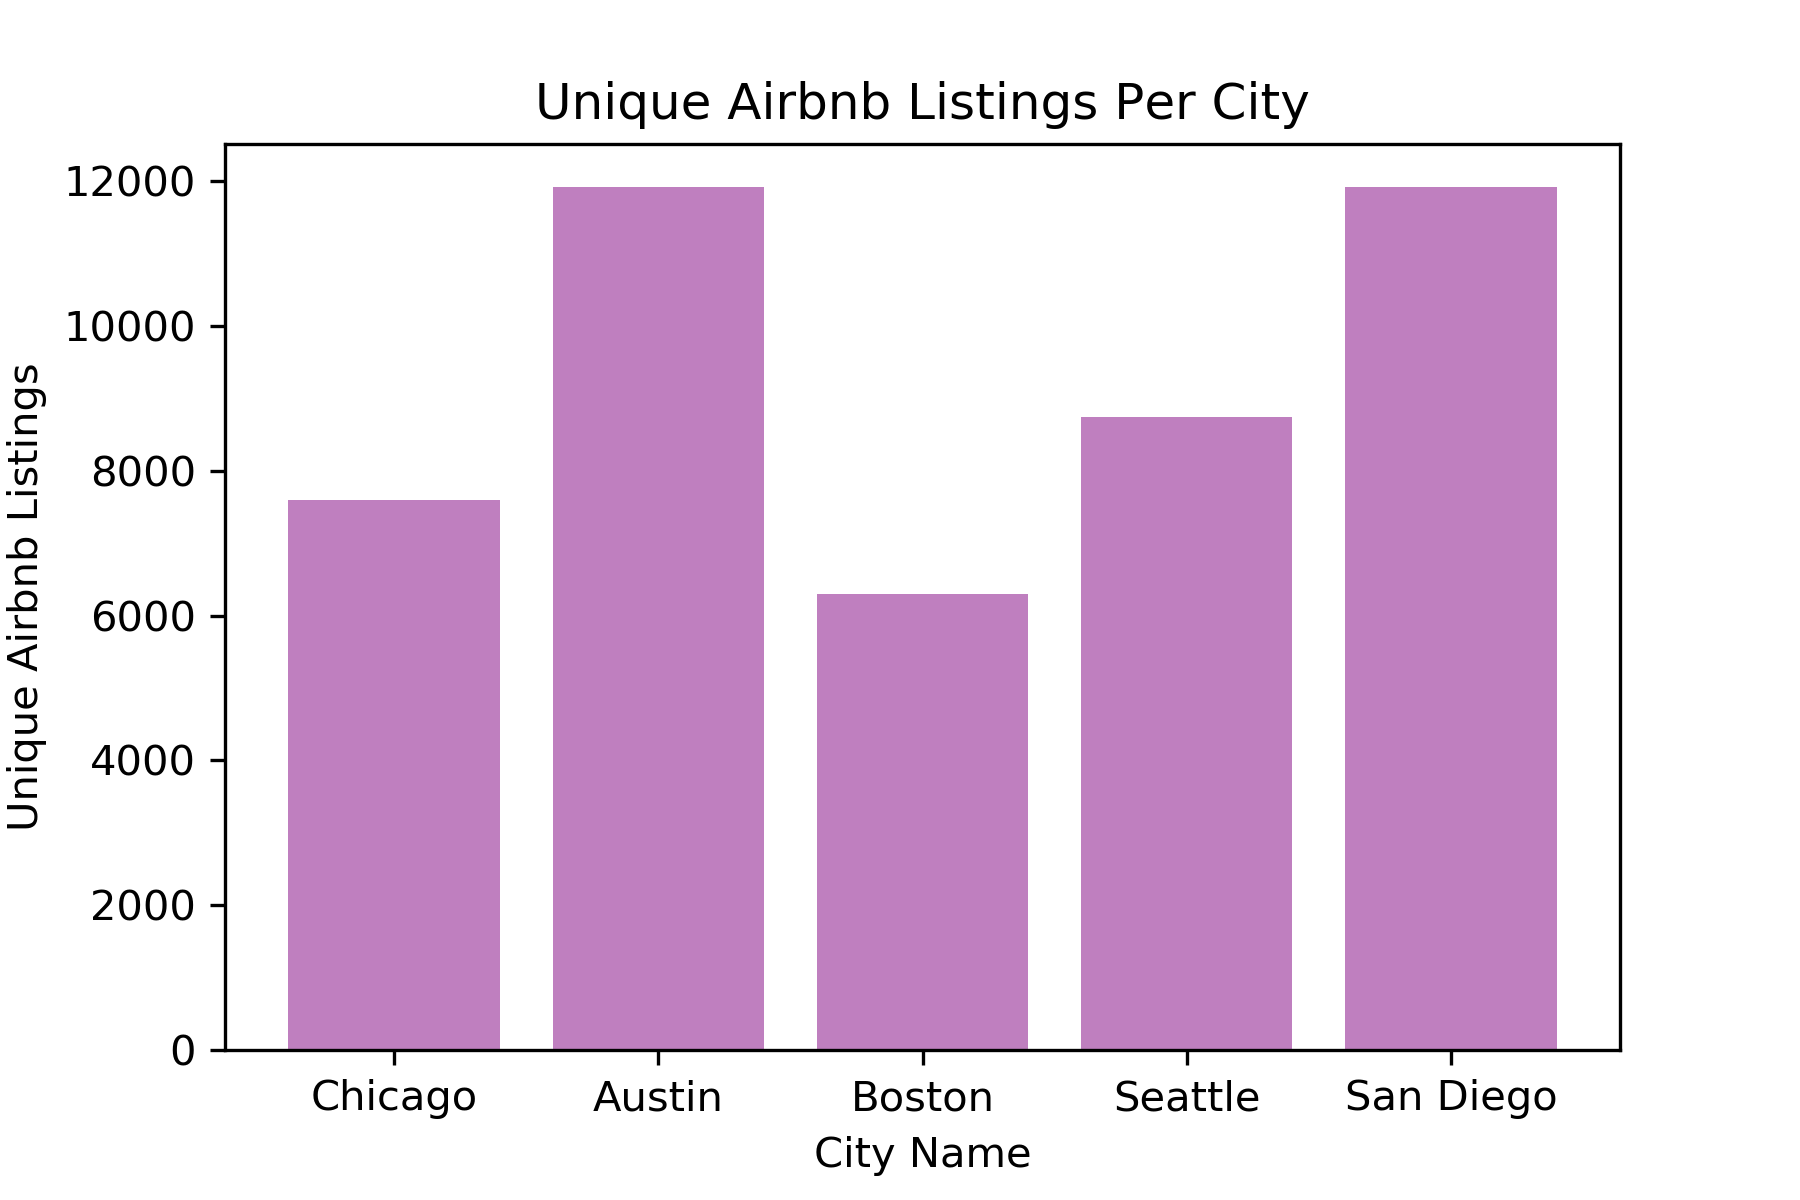 Unique Airbnb Listings Per City
Unique Airbnb Listings
12000
10000
8000
6000
4000
2000
0
Chicago Austin Boston Seattle San Diego
City Name